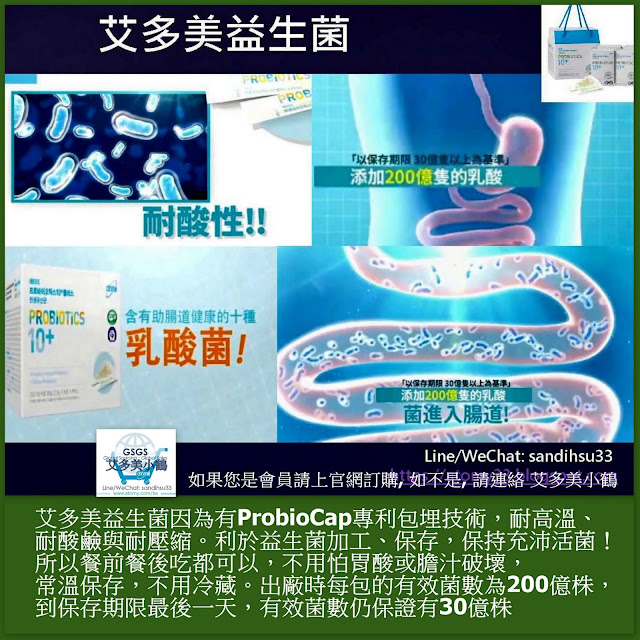 艾多美益生菌
PROBIOTICS
10+
耐酸性!!
「以保存期限 30億隻以上為基準」
添加200億隻的乳酸
atomy
PROBIOTICS
10+
含有助腸道健康的十種
乳酸菌!
「以保存期限 30億隻以上為基準」
添加200億隻的乳酸
菌進入腸道!
GSGS
艾多美小鶴
Line/WeChat: sandihsu33
Line/WeChat: sandihsu33
如果您是會員請上官網訂購, 如不是, 請連絡 艾多美小鶴
艾多美益生菌因為有ProbioCap專利包埋技術，耐高溫、
耐酸鹼與耐壓縮。利於益生菌加工、保存，保持充沛活菌！
所以餐前餐後吃都可以，不用怕胃酸或膽汁破壞，
常溫保存，不用冷藏。出廠時每包的有效菌數為200億株，
到保存期限最後一天，有效菌數仍保證有30億株